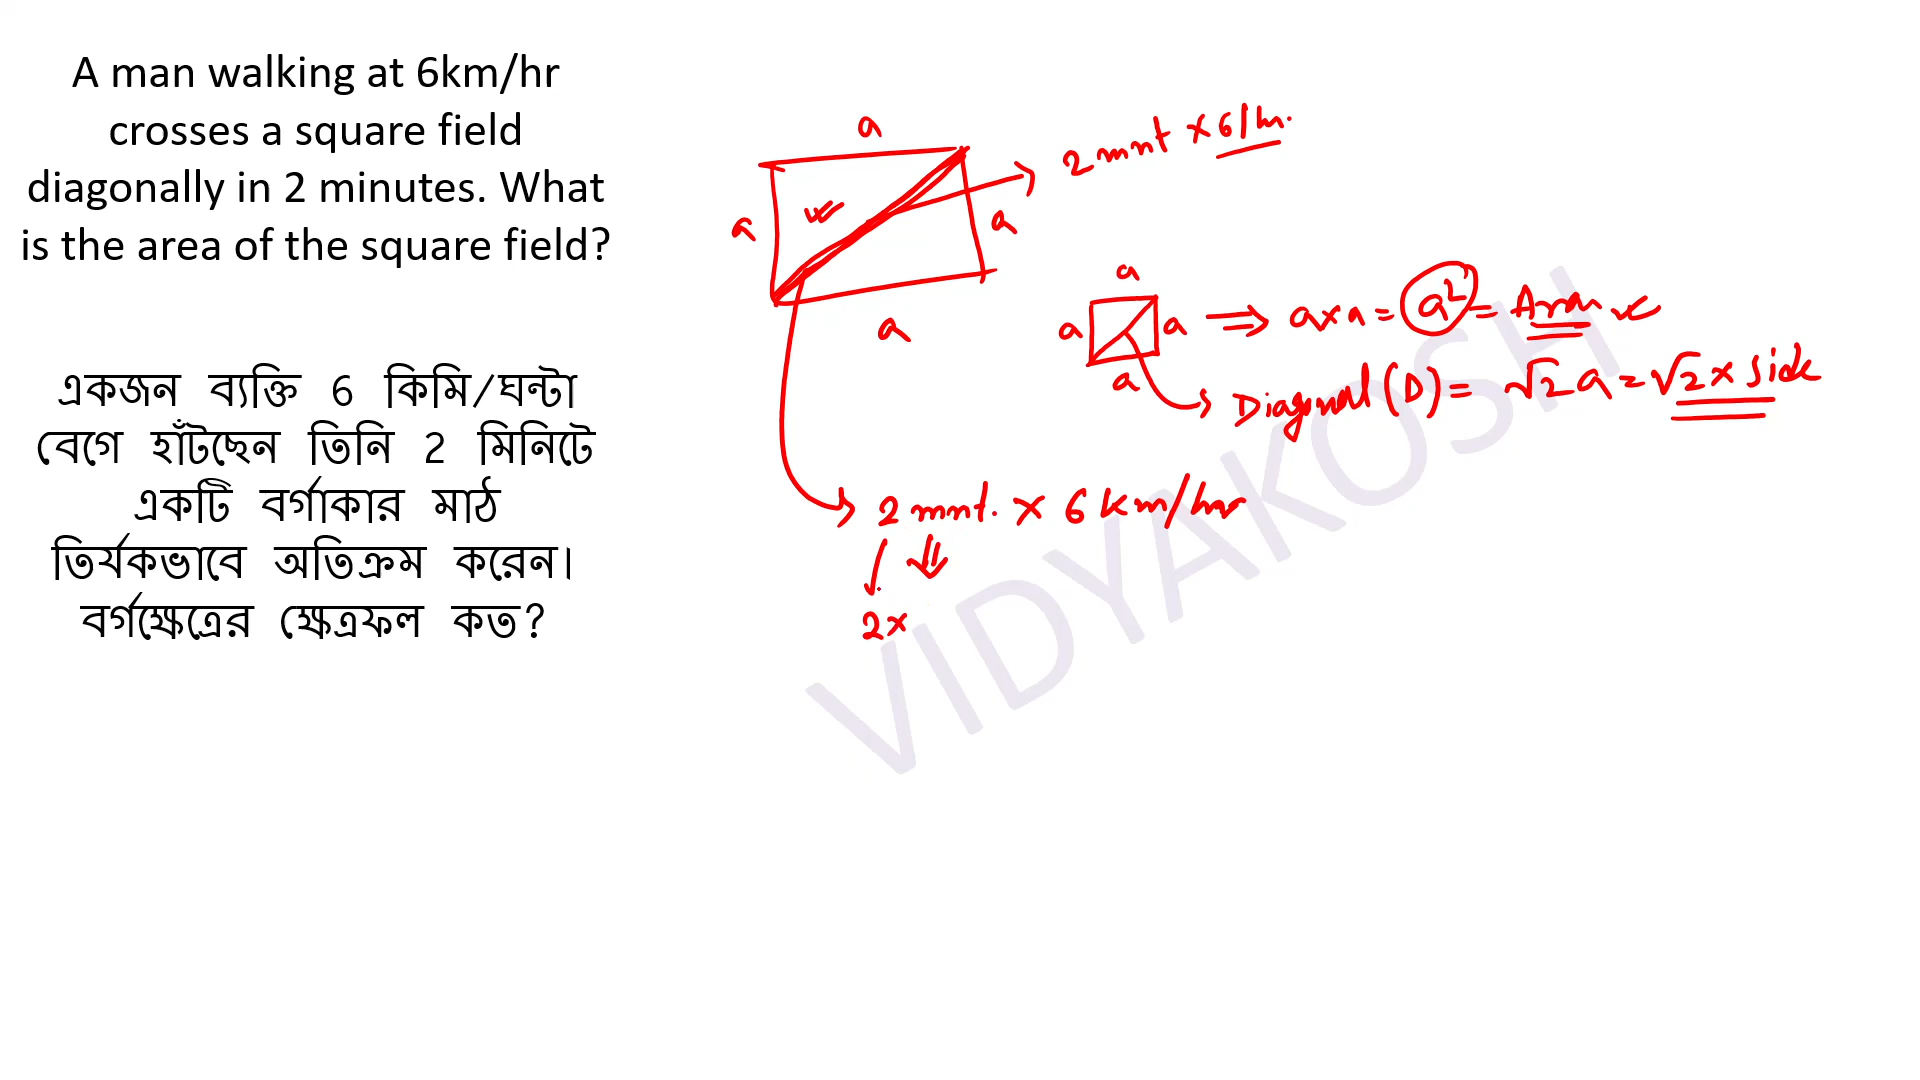 A man walking at 6km/hr
crosses a square field
diagonally in 2 minutes. What
is the area of the square field?
একজন ব্যক্তি 6 কিমি/ঘন্টা
বেগে হাঁটছেন তিনি 2 মিনিটে
একটি বর্গাকার মাঠ
তির্যকভাবে অতিক্রম করেন।
বর্গক্ষেত্রের ক্ষেত্রফল কত?
a
2 mnt × 6/hr.
a
a
a
a
a
a ⇒ a×a = a² = Area
a
Diagonal (D) = √2 a = √2 × side
2 mnt. × 6 km/hr
2×
VIDYAKOSH